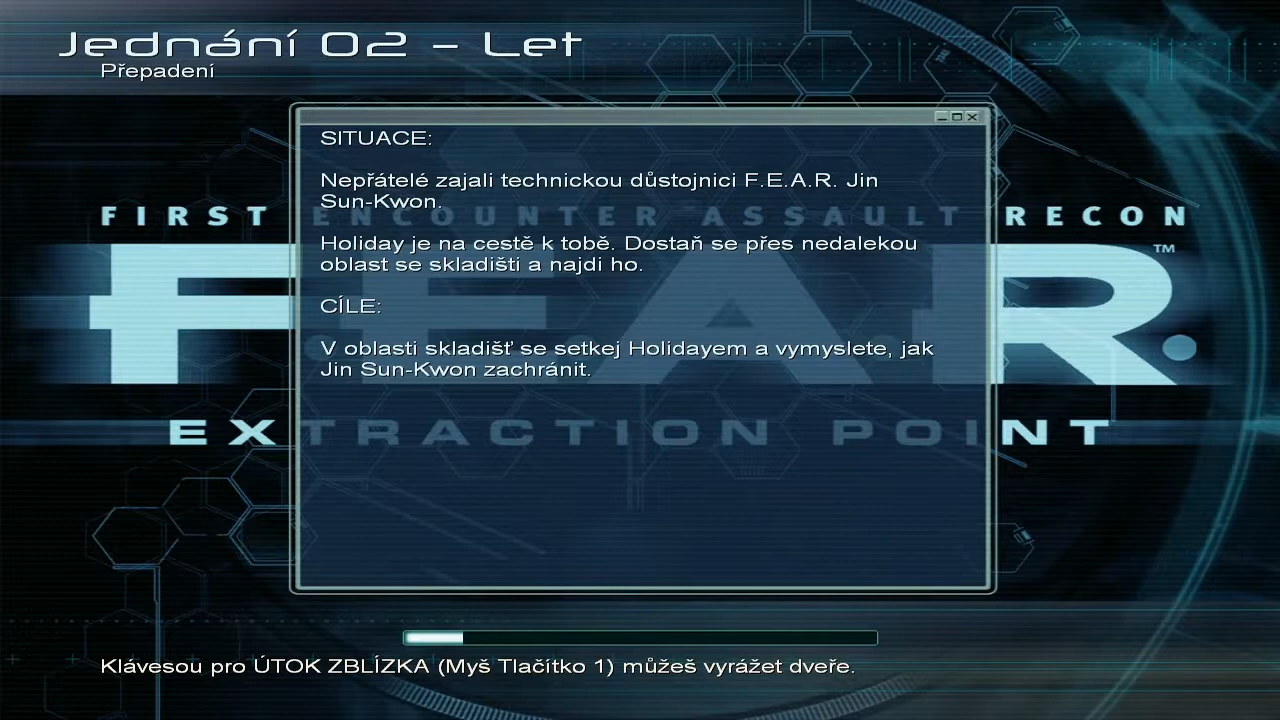 Jednání 02 - Let
Přepadení
SITUACE:
Nepřátelé zajali technickou důstojnici F.E.A.R. Jin
Sun-Kwon.
FIRST ENCOUNTER ASSAULT RECON
Holiday je na cestě k tobě. Dostaň se přes nedalekou
oblast se skladišti a najdi ho.
F.E.A.R.™
CÍLE:
V oblasti skladišť se setkej Holidayem a vymyslete, jak
Jin Sun-Kwon zachránit.
EXTRACTION POINT
Klávesou pro ÚTOK ZBLÍZKA (Myš Tlačítko 1) můžeš vyrážet dveře.